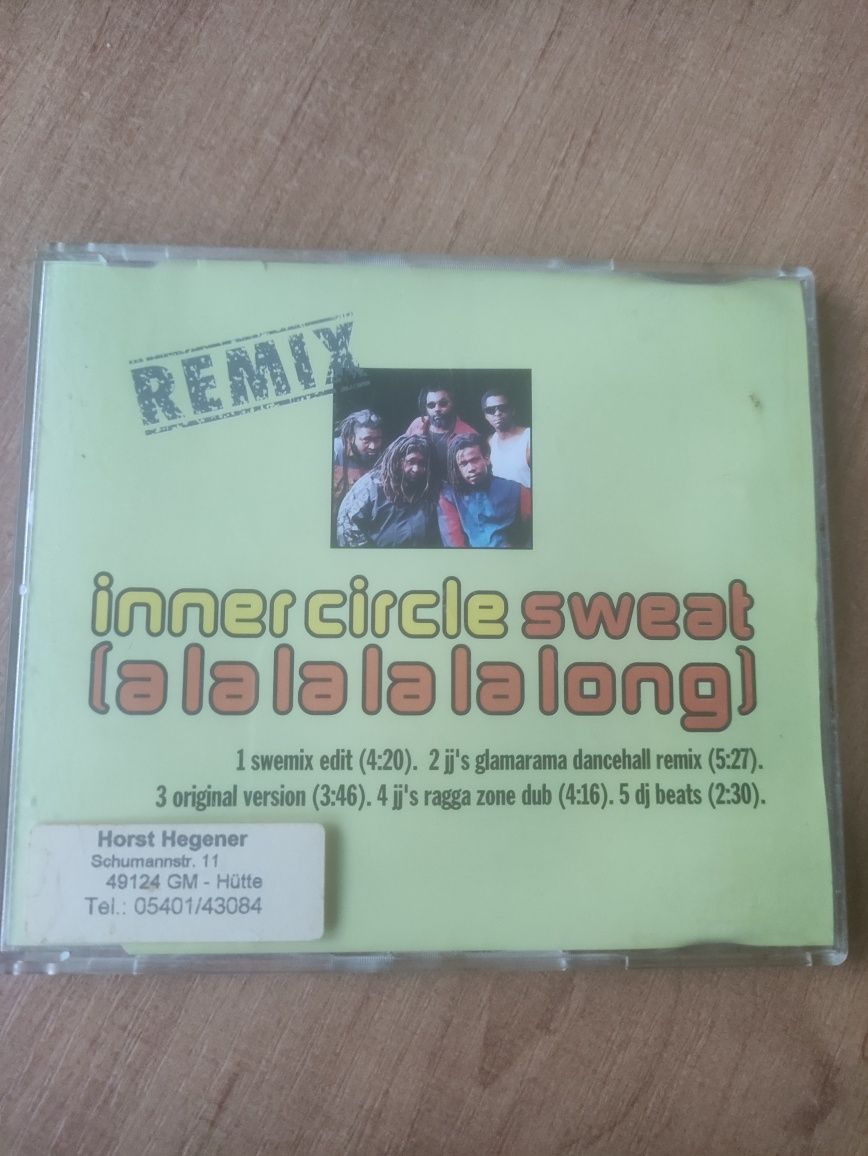 REMIX
inner circle sweat
(a la la la la long)
1 swemix edit (4:20). 2 jj's glamarama dancehall remix (5:27).
3 original version (3:46). 4 jj's ragga zone dub (4:16). 5 dj beats (2:30).
Horst Hegener
Schumannstr. 11
49124 GM - Hütte
Tel.: 05401/43084